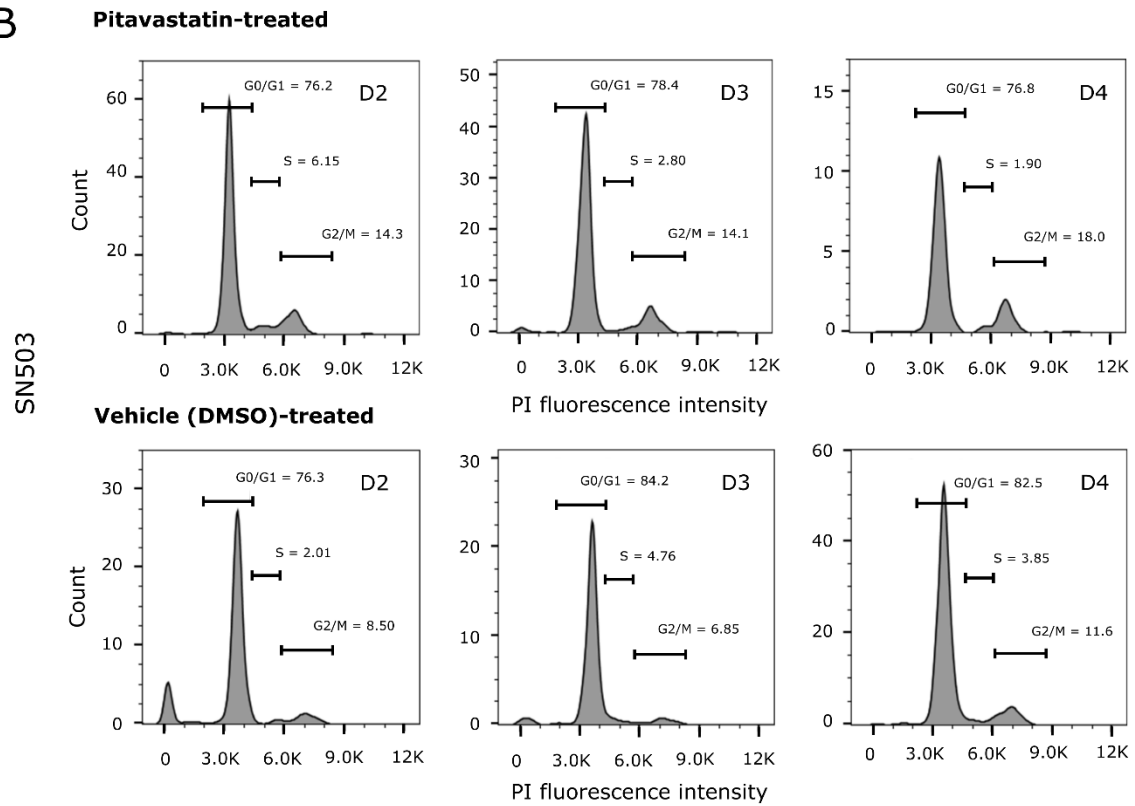 B
Pitavastatin-treated
SN503
Count
60
40
20
0
G0/G1 = 76.2
D2
S = 6.15
G2/M = 14.3
0 3.0K 6.0K 9.0K 12K
50
40
30
20
10
0
G0/G1 = 78.4
D3
S = 2.80
G2/M = 14.1
0 3.0K 6.0K 9.0K 12K
15
10
5
0
G0/G1 = 76.8
D4
S = 1.90
G2/M = 18.0
0 3.0K 6.0K 9.0K 12K
PI fluorescence intensity
Vehicle (DMSO)-treated
Count
30
20
10
0
G0/G1 = 76.3
D2
S = 2.01
G2/M = 8.50
0 3.0K 6.0K 9.0K 12K
30
20
10
0
G0/G1 = 84.2
D3
S = 4.76
G2/M = 6.85
0 3.0K 6.0K 9.0K 12K
60
40
20
0
G0/G1 = 82.5
D4
S = 3.85
G2/M = 11.6
0 3.0K 6.0K 9.0K 12K
PI fluorescence intensity